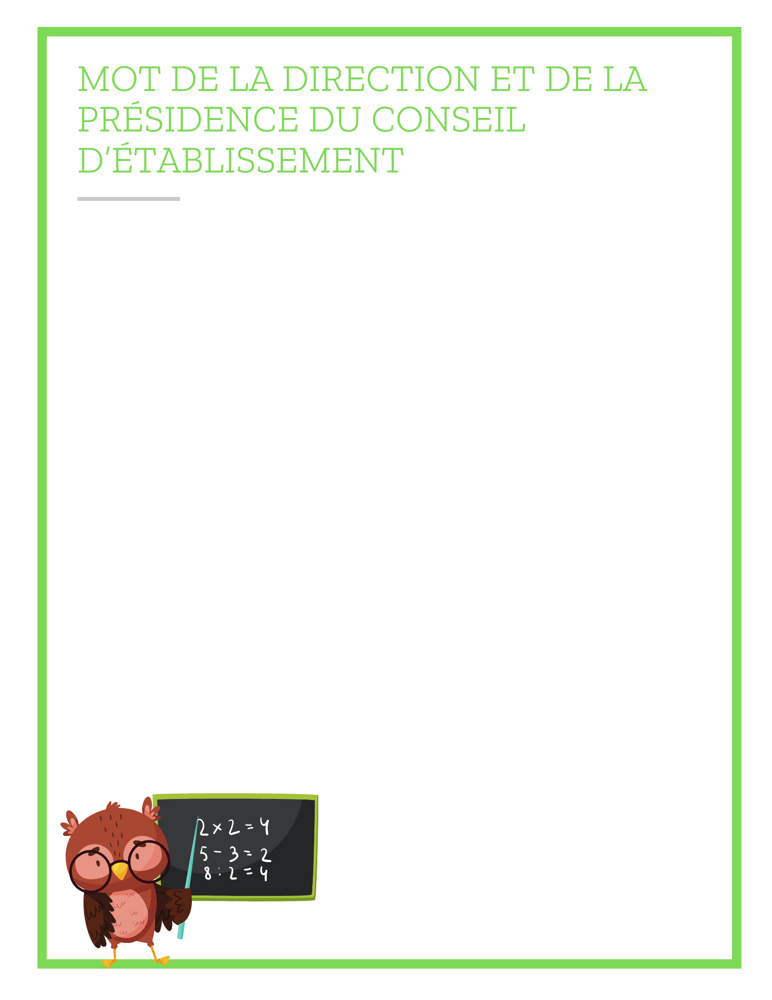 MOT DE LA DIRECTION ET DE LA
PRÉSIDENCE DU CONSEIL
D'ÉTABLISSEMENT
2 × 2 = 4
5 - 3 = 2
8 : 2 = 4